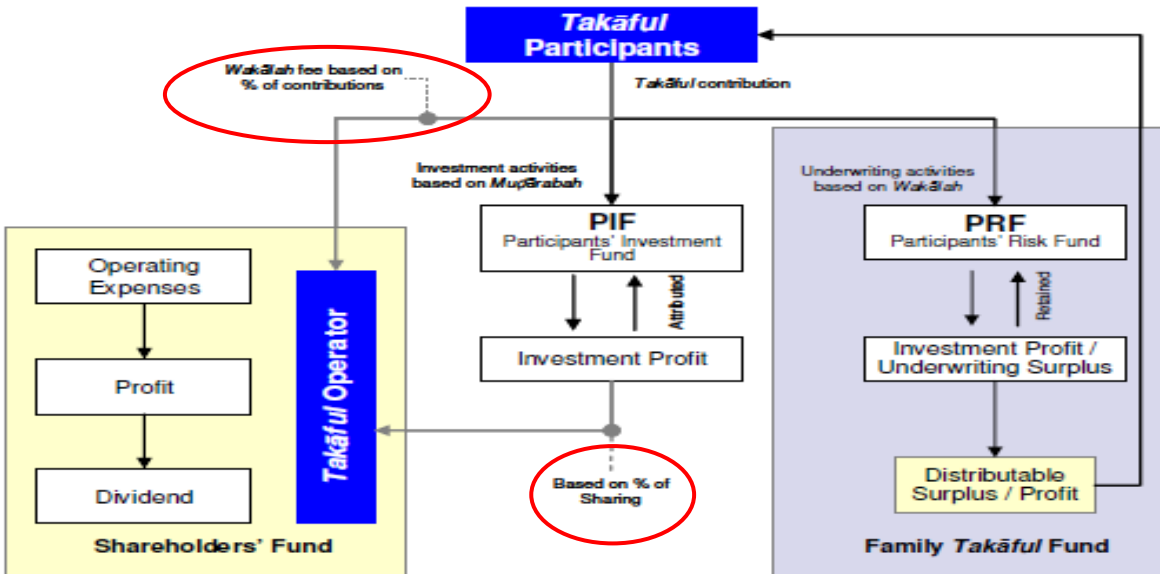 Takāful
Participants
Wakālah fee based on
% of contributions
Takāful contribution
Investment activities
based on Muḍārabah
Underwriting activities
based on Wakālah
PIF
Participants' Investment
Fund
PRF
Participants' Risk Fund
Operating
Expenses
Takāful Operator
Attributed
Retained
Investment Profit
Investment Profit /
Underwriting Surplus
Profit
Dividend
Based on % of
Sharing
Distributable
Surplus / Profit
Shareholders' Fund
Family Takāful Fund